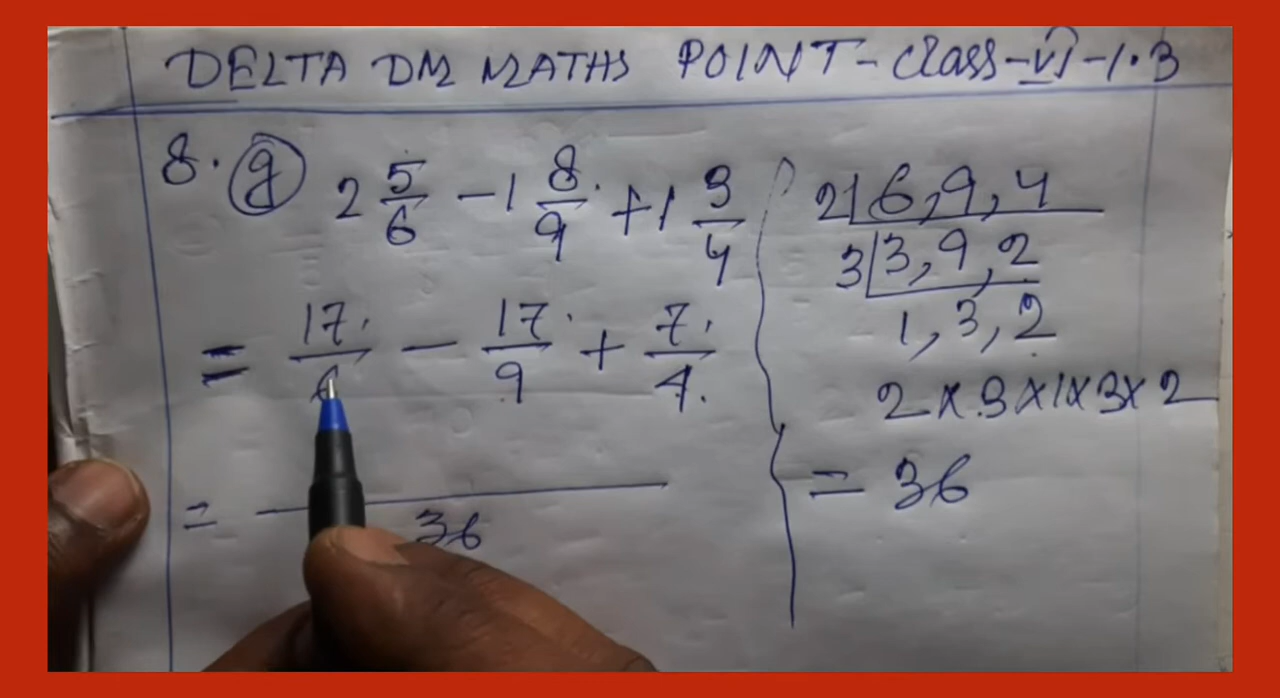 DELTA DM MATHS POINT - Class - VI - 1.3
8. (g) 2 5/6 - 1 8/9 + 1 3/4
= 17/6 - 17/9 + 7/4
= /36
2 | 6, 9, 4
3 | 3, 9, 2
1, 3, 2
2 × 3 × 1 × 3 × 2
= 36